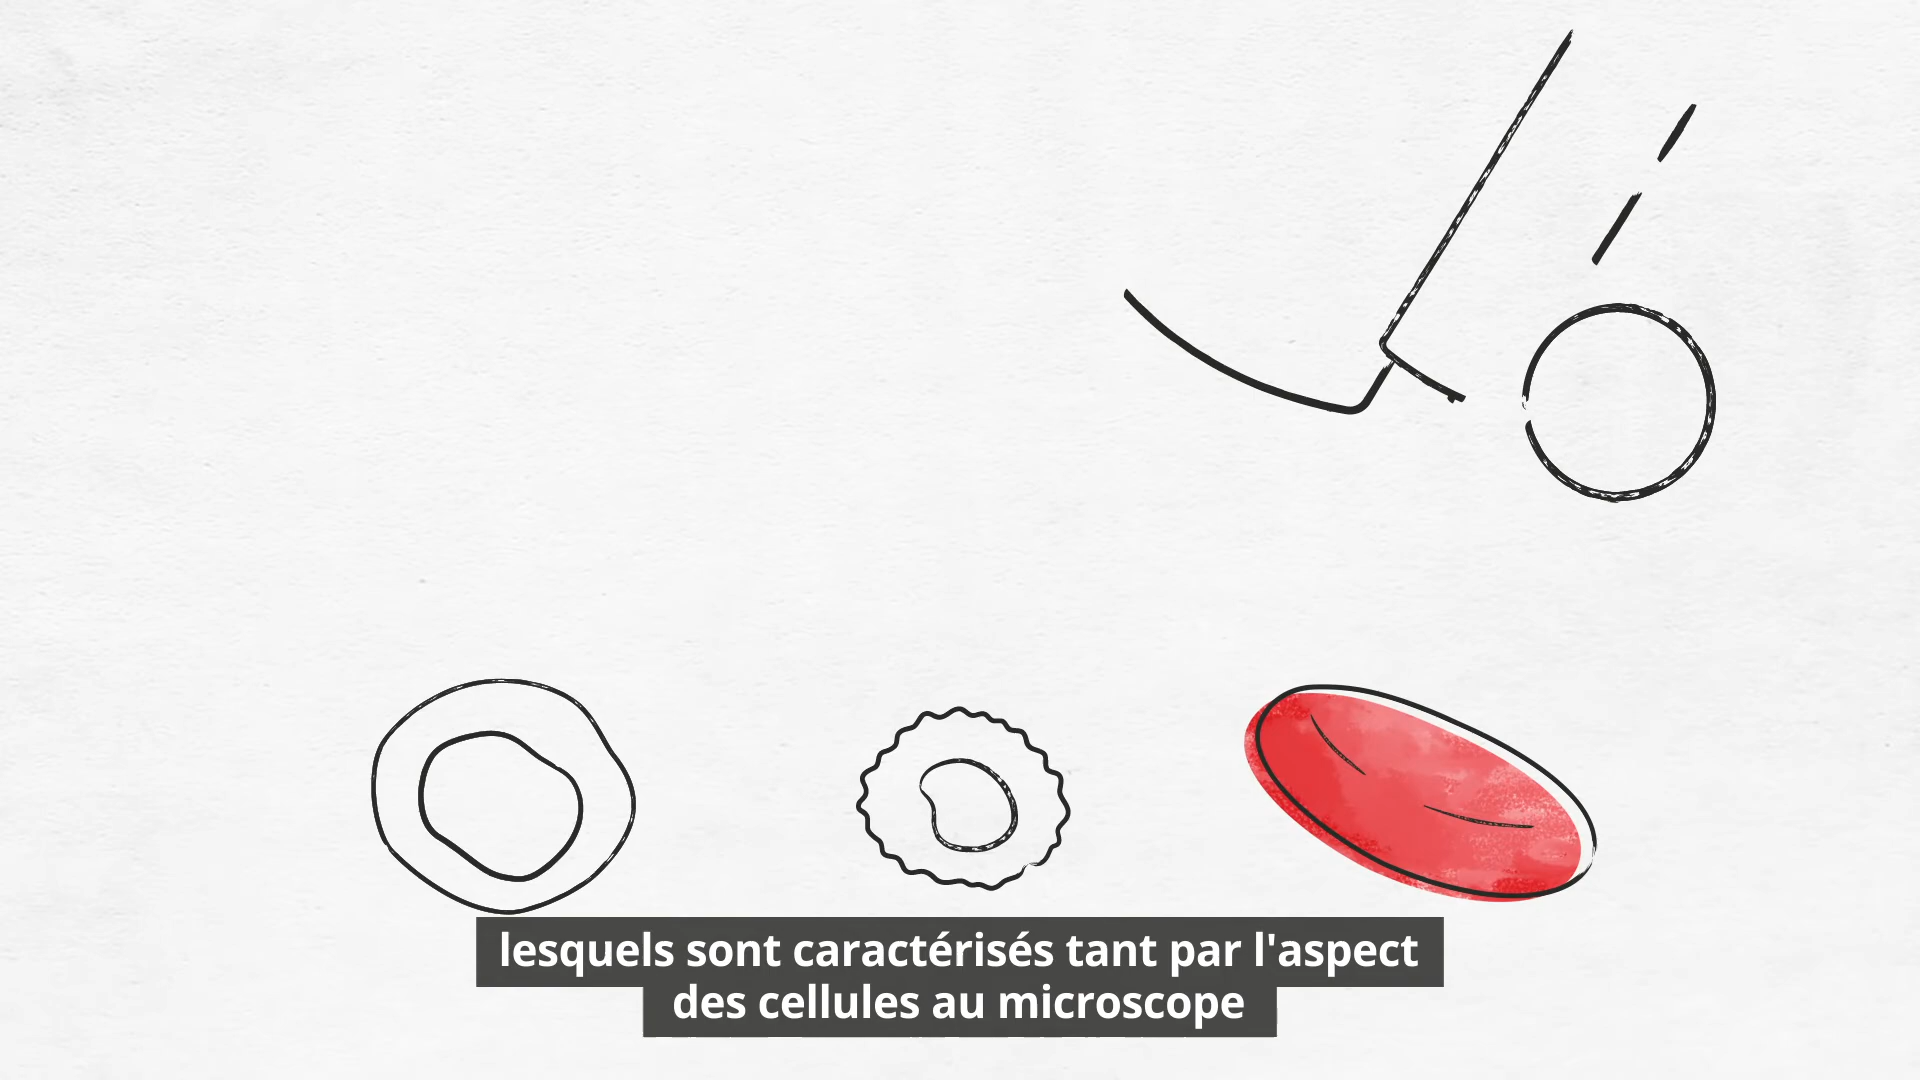 lesquels sont caractérisés tant par l'aspect
des cellules au microscope